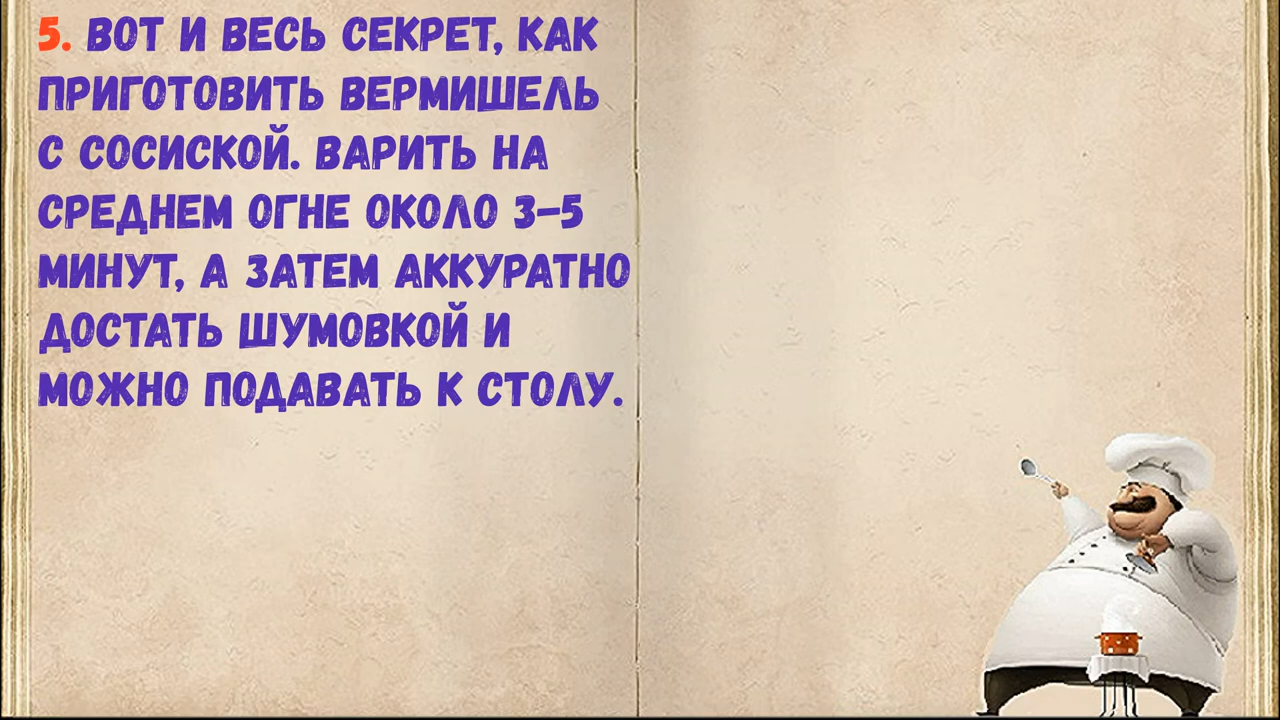 5. ВОТ И ВЕСЬ СЕКРЕТ, КАК
ПРИГОТОВИТЬ ВЕРМИШЕЛЬ
С СОСИСКОЙ. ВАРИТЬ НА
СРЕДНЕМ ОГНЕ ОКОЛО 3-5
МИНУТ, А ЗАТЕМ АККУРАТНО
ДОСТАТЬ ШУМОВКОЙ И
МОЖНО ПОДАВАТЬ К СТОЛУ.